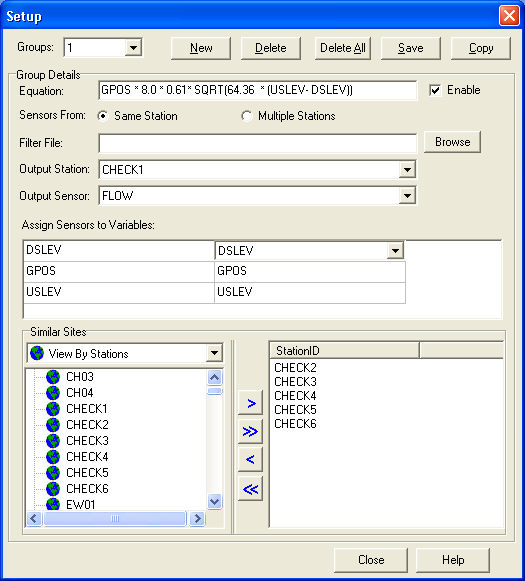 Setup
Groups: 1 New Delete Delete All Save Copy
Group Details
Equation: GPOS * 8.0 * 0.61* SQRT(64.36 * (USLEV- DSLEV)) Enable
Sensors From: Same Station Multiple Stations
Filter File: Browse
Output Station: CHECK1
Output Sensor: FLOW
Assign Sensors to Variables:
DSLEV DSLEV
GPOS GPOS
USLEV USLEV
Similar Sites
View By Stations
CH03
CH04
CHECK1
CHECK2
CHECK3
CHECK4
CHECK5
CHECK6
EW01
>
>>
<
<<
StationID
CHECK2
CHECK3
CHECK4
CHECK5
CHECK6
Close Help